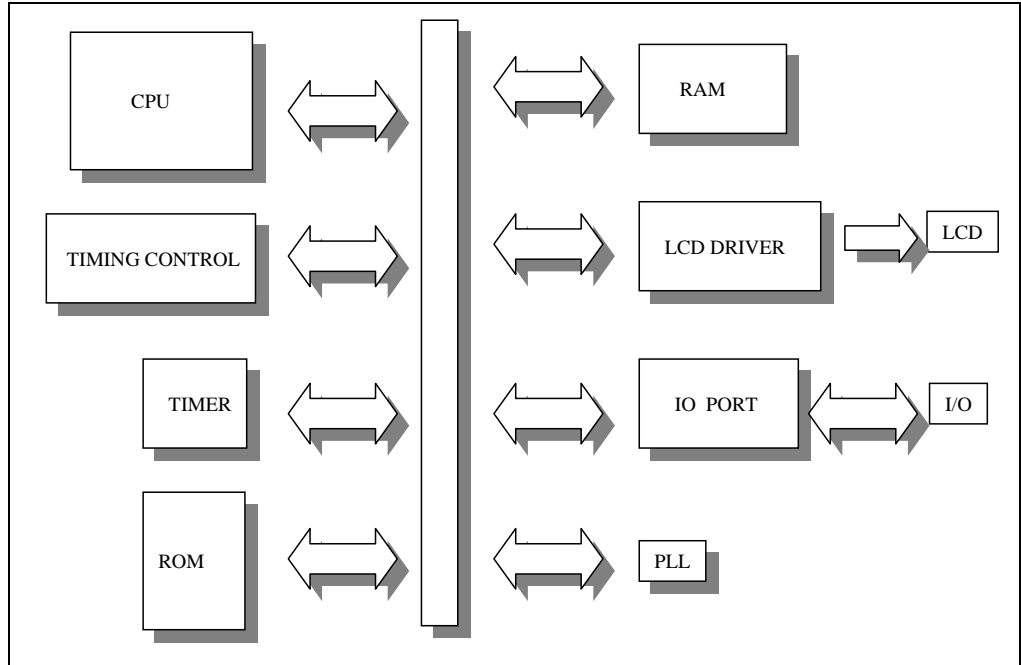 CPU
RAM
TIMING CONTROL
LCD DRIVER
LCD
TIMER
IO PORT
I/O
ROM
PLL